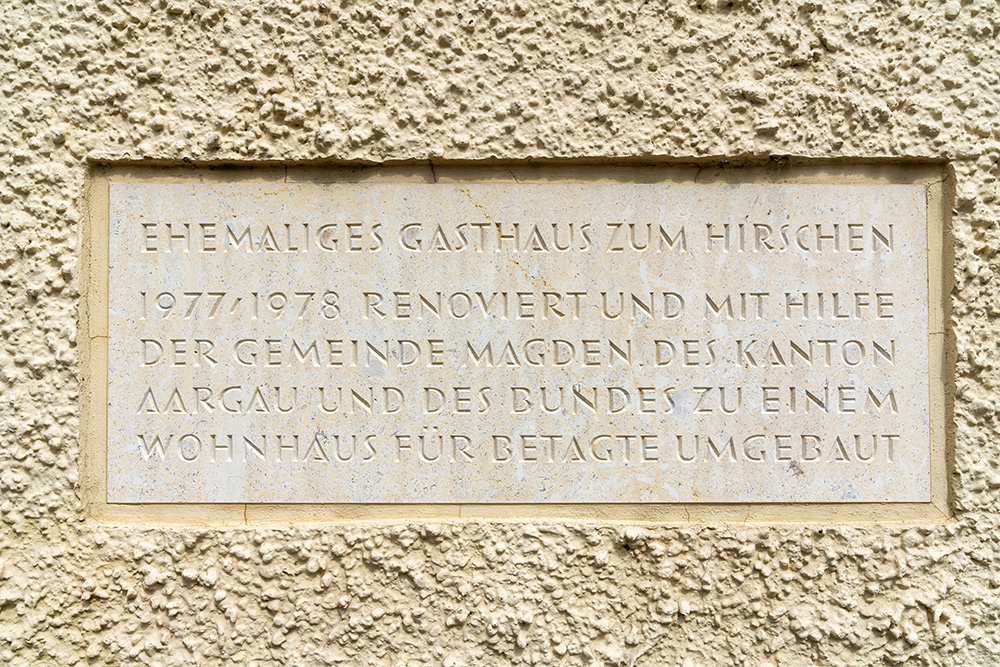 EHEMALIGES GASTHAUS ZUM HIRSCHEN
1977/1978 RENOVIERT UND MIT HILFE
DER GEMEINDE MAGDEN DES KANTON
AARGAU UND DES BUNDES ZU EINEM
WOHNHAUS FÜR BETAGTE UMGEBAUT